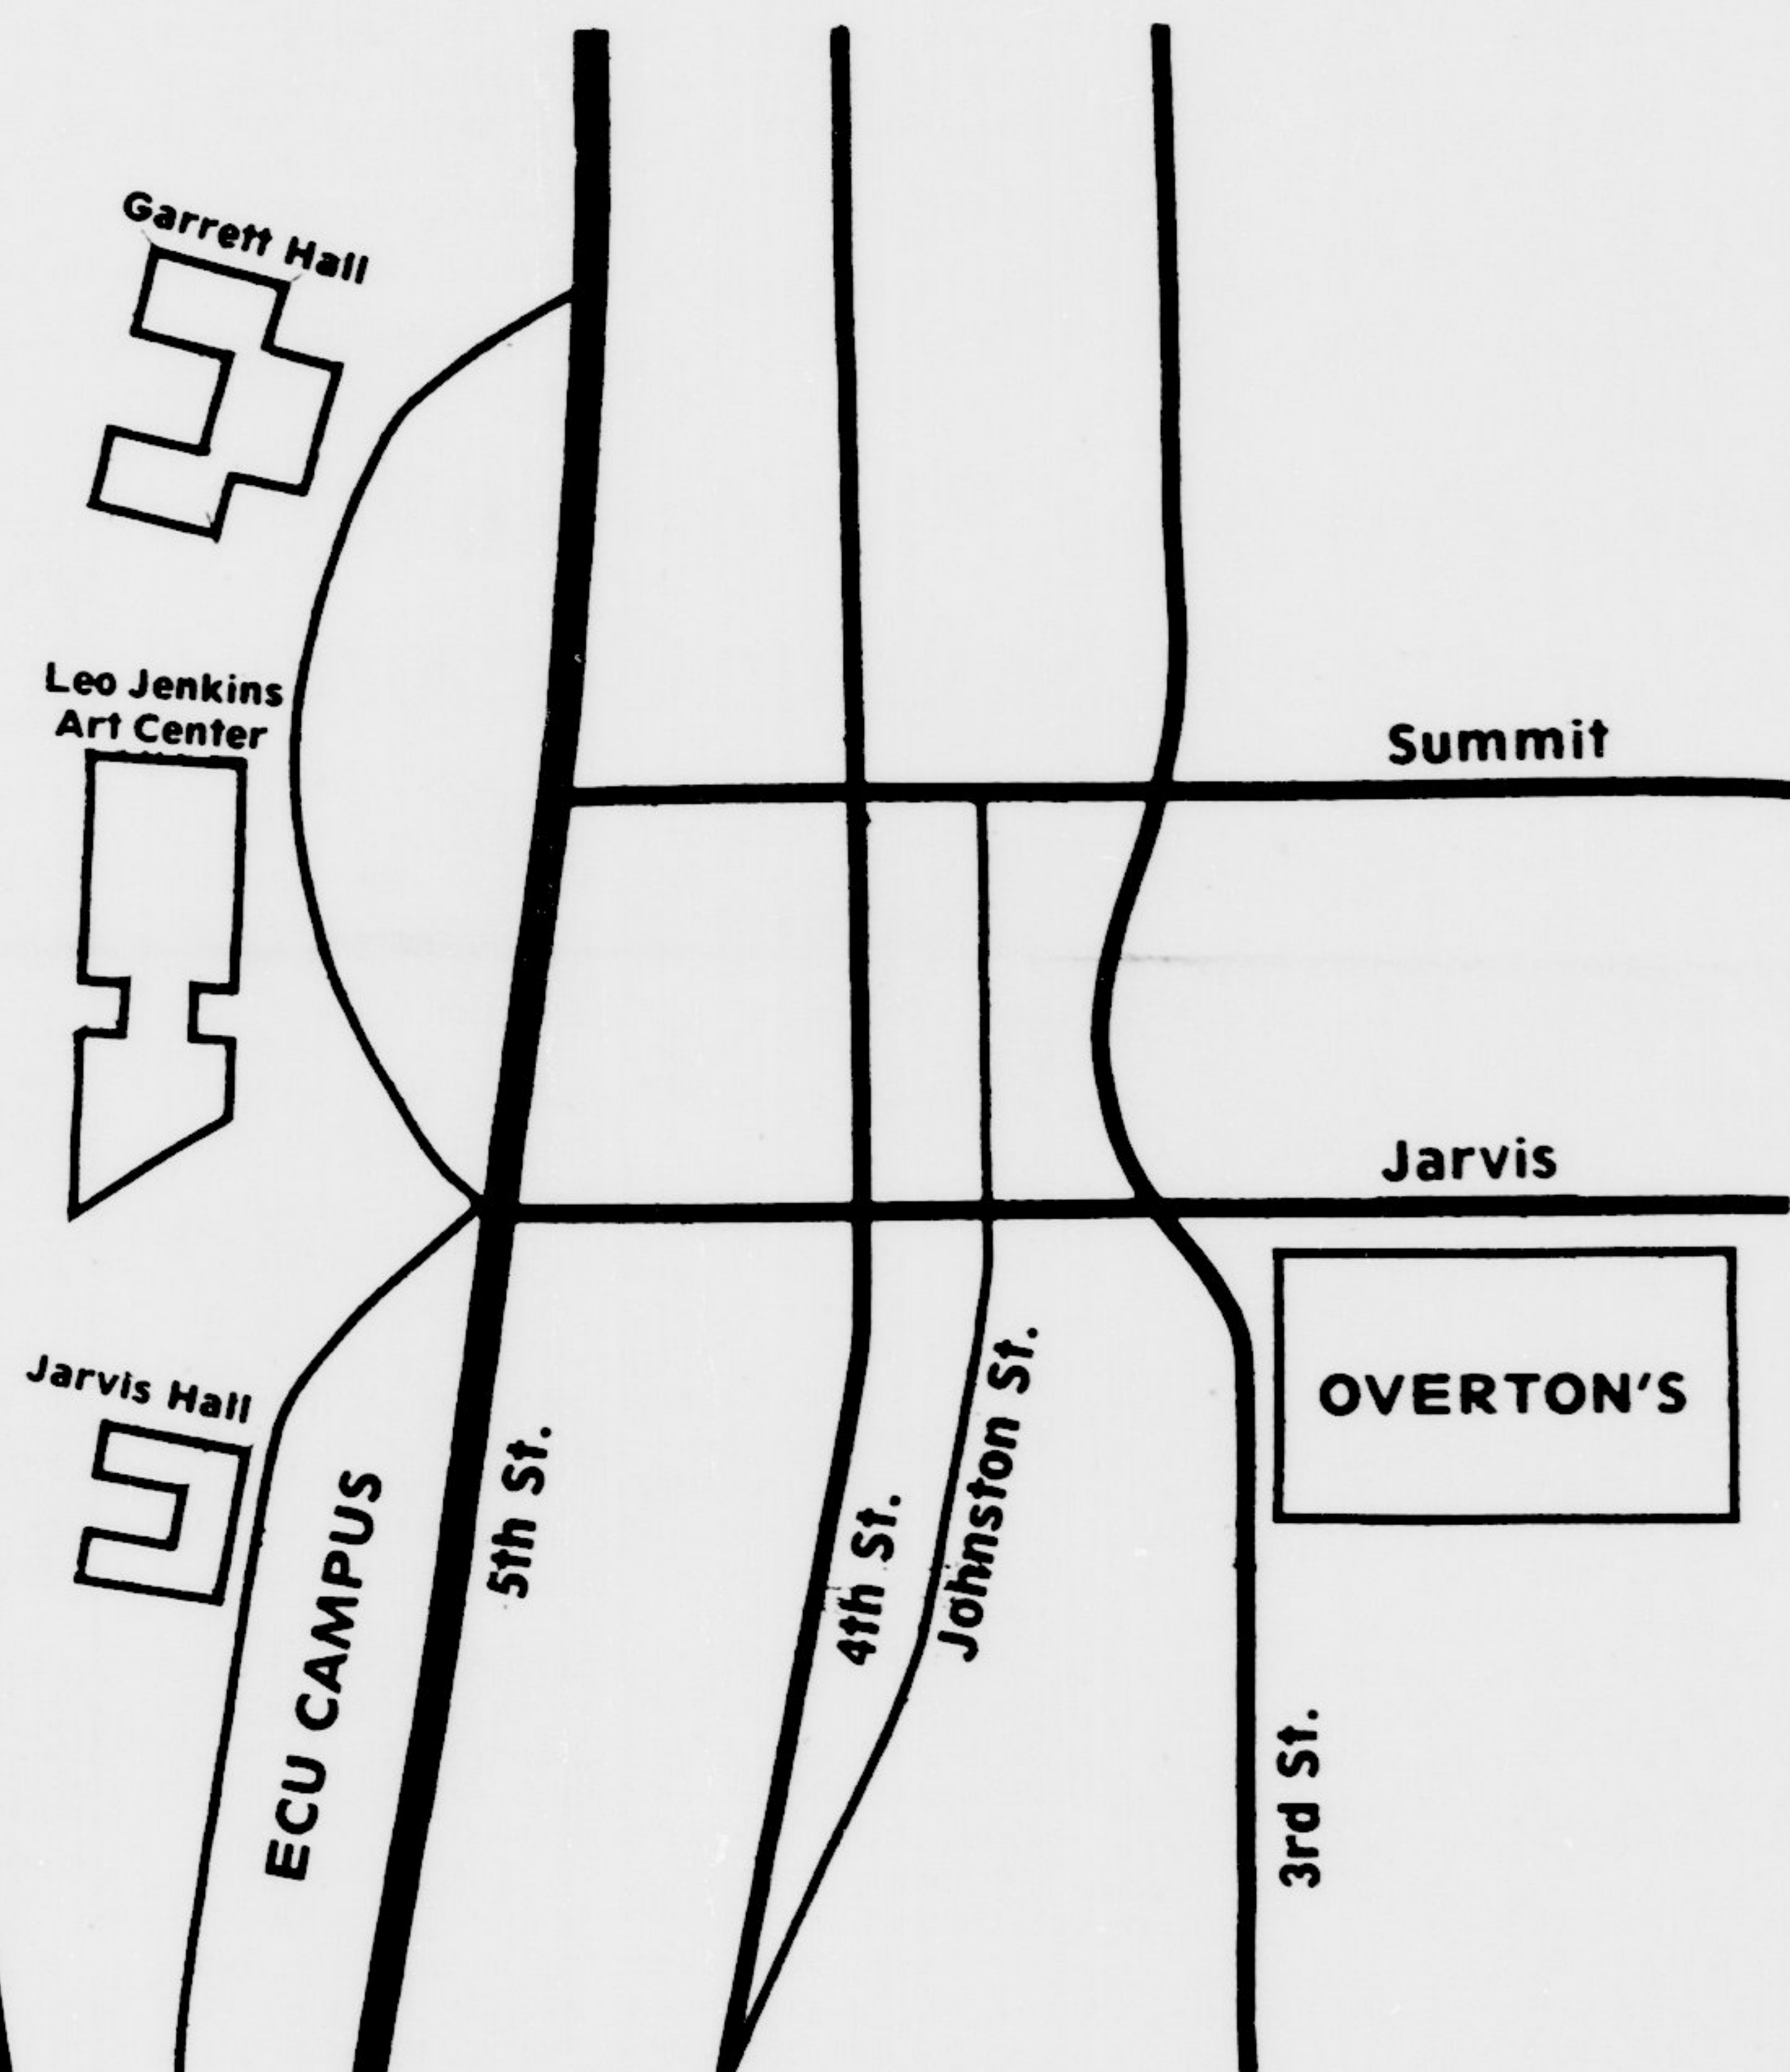 Garrett Hall
Leo Jenkins
Art Center
Summit
Jarvis
OVERTON'S
Jarvis Hall
ECU CAMPUS
5th St.
4th St.
Johnston St.
3rd St.